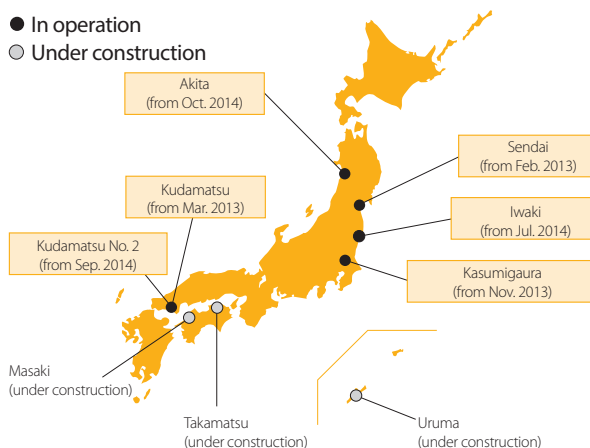 In operation
Under construction
Akita
(from Oct. 2014)
Sendai
(from Feb. 2013)
Kudamatsu
(from Mar. 2013)
Iwaki
(from Jul. 2014)
Kudamatsu No. 2
(from Sep. 2014)
Kasumigaura
(from Nov. 2013)
Masaki
(under construction)
Takamatsu
(under construction)
Uruma
(under construction)